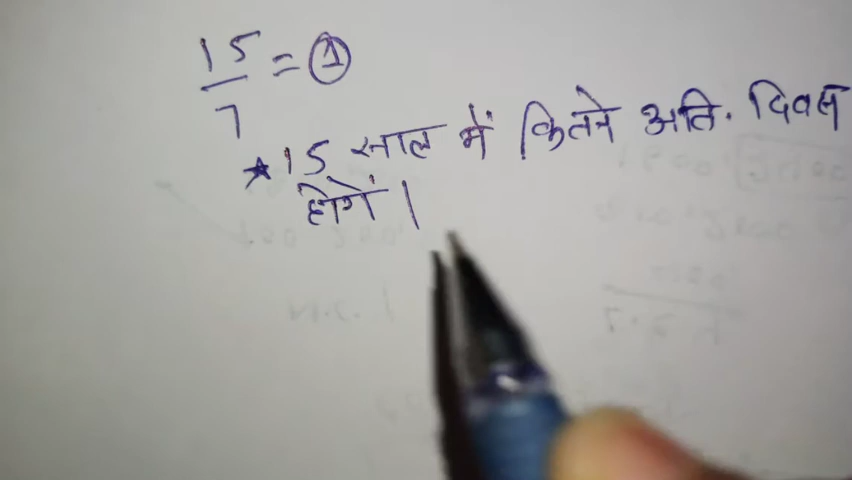 15/7 = 1
* 15 साल में कितने अति. दिवस
होगें ।